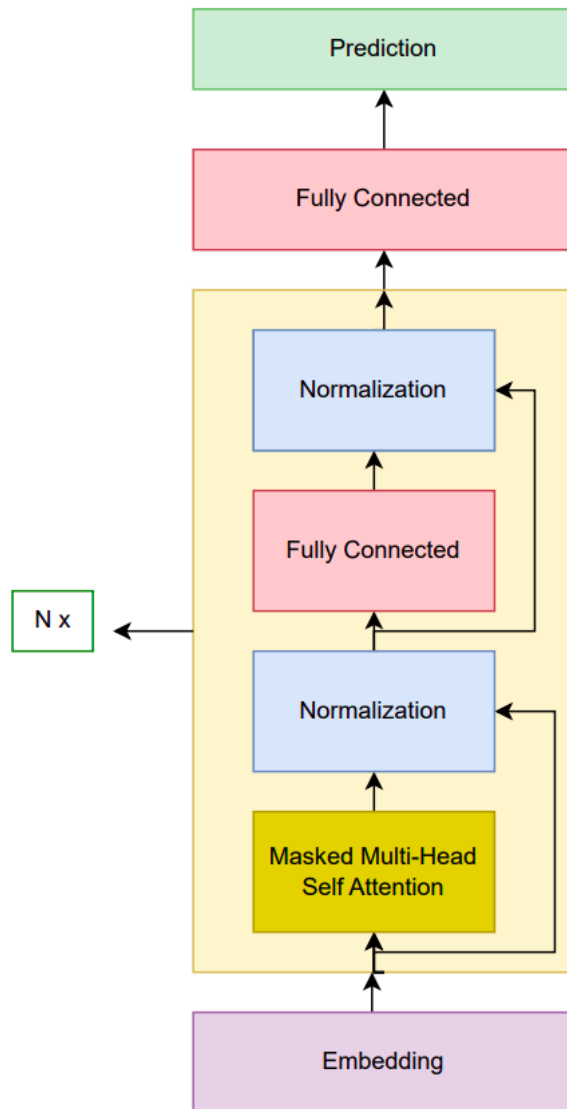 Prediction
Fully Connected
Normalization
Fully Connected
N x
Normalization
Masked Multi-Head
Self Attention
Embedding